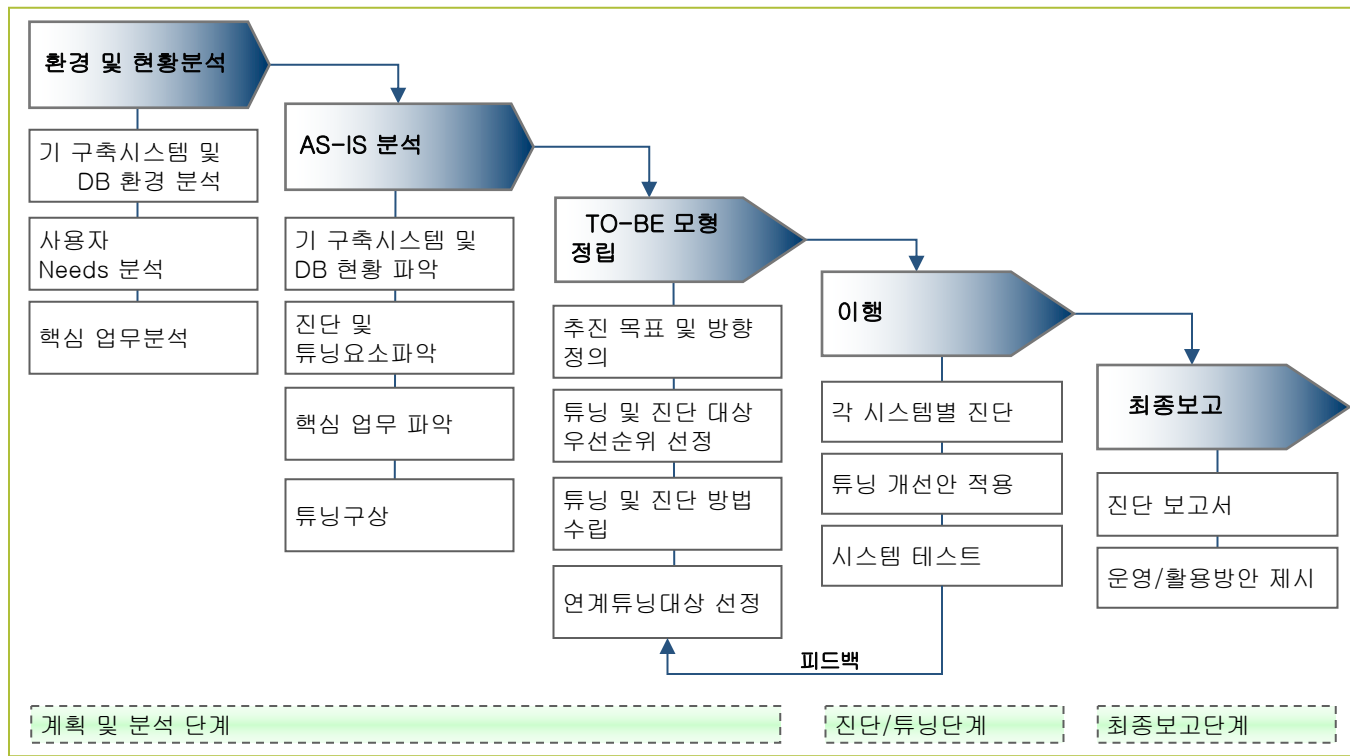 환경 및 현황분석
기 구축시스템 및
DB 환경 분석
사용자
Needs 분석
핵심 업무분석
AS-IS 분석
기 구축시스템 및
DB 현황 파악
진단 및
튜닝요소파악
핵심 업무 파악
튜닝구상
TO-BE 모형
정립
추진 목표 및 방향
정의
튜닝 및 진단 대상
우선순위 선정
튜닝 및 진단 방법
수립
연계튜닝대상 선정
이행
각 시스템별 진단
튜닝 개선안 적용
시스템 테스트
피드백
최종보고
진단 보고서
운영/활용방안 제시
계획 및 분석 단계
진단/튜닝단계
최종보고단계